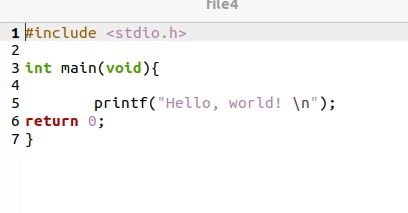 file4
1 #include <stdio.h>
2
3 int main(void){
4
5 printf("Hello, world! \n");
6 return 0;
7 }